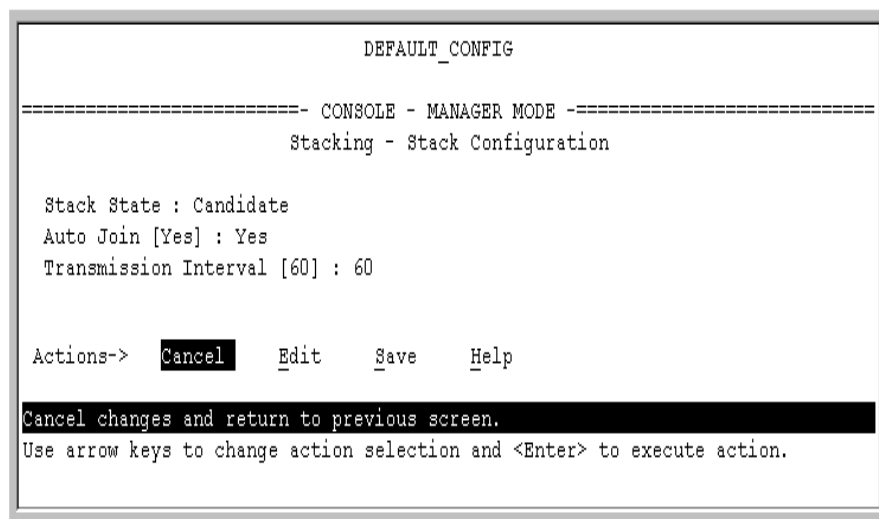 DEFAULT_CONFIG
==========================- CONSOLE - MANAGER MODE -============================
Stacking - Stack Configuration
Stack State : Candidate
Auto Join [Yes] : Yes
Transmission Interval [60] : 60
Actions-> Cancel Edit Save Help
Cancel changes and return to previous screen.
Use arrow keys to change action selection and <Enter> to execute action.